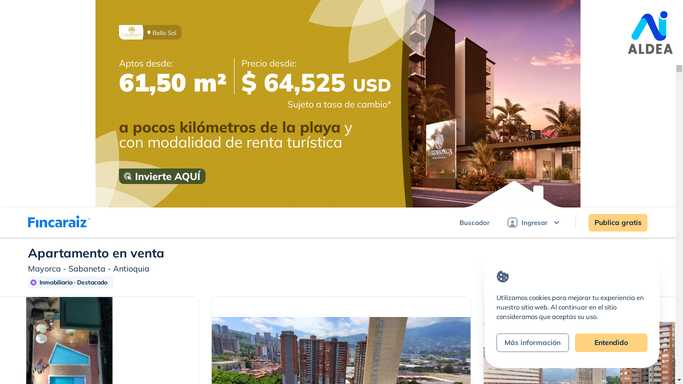 Bello Sol
Aptos desde:
61,50 m²
Precio desde:
$ 64,525 USD
Sujeto a tasa de cambio*
a pocos kilómetros de la playa y
con modalidad de renta turística
Invierte AQUÍ
ALDEA
Fincaraiz
Buscador
Ingresar
Publica gratis
Apartamento en venta
Mayorca - Sabaneta - Antioquia
Inmobiliario · Destacado
Utilizamos cookies para mejorar tu experiencia en
nuestro sitio web. Al continuar en el sitio
consideramos que aceptas su uso.
Más información
Entendido